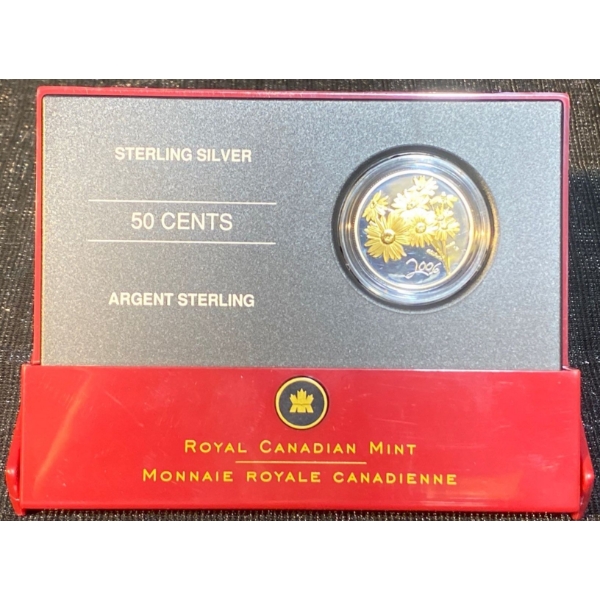 STERLING SILVER
50 CENTS
ARGENT STERLING
2006
ROYAL CANADIAN MINT
MONNAIE ROYALE CANADIENNE